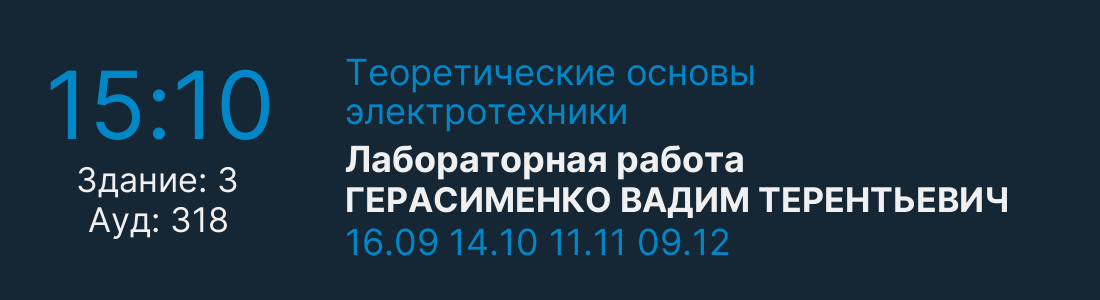 15:10
Здание: 3
Ауд: 318
Теоретические основы
электротехники
Лабораторная работа
ГЕРАСИМЕНКО ВАДИМ ТЕРЕНТЬЕВИЧ
16.09 14.10 11.11 09.12